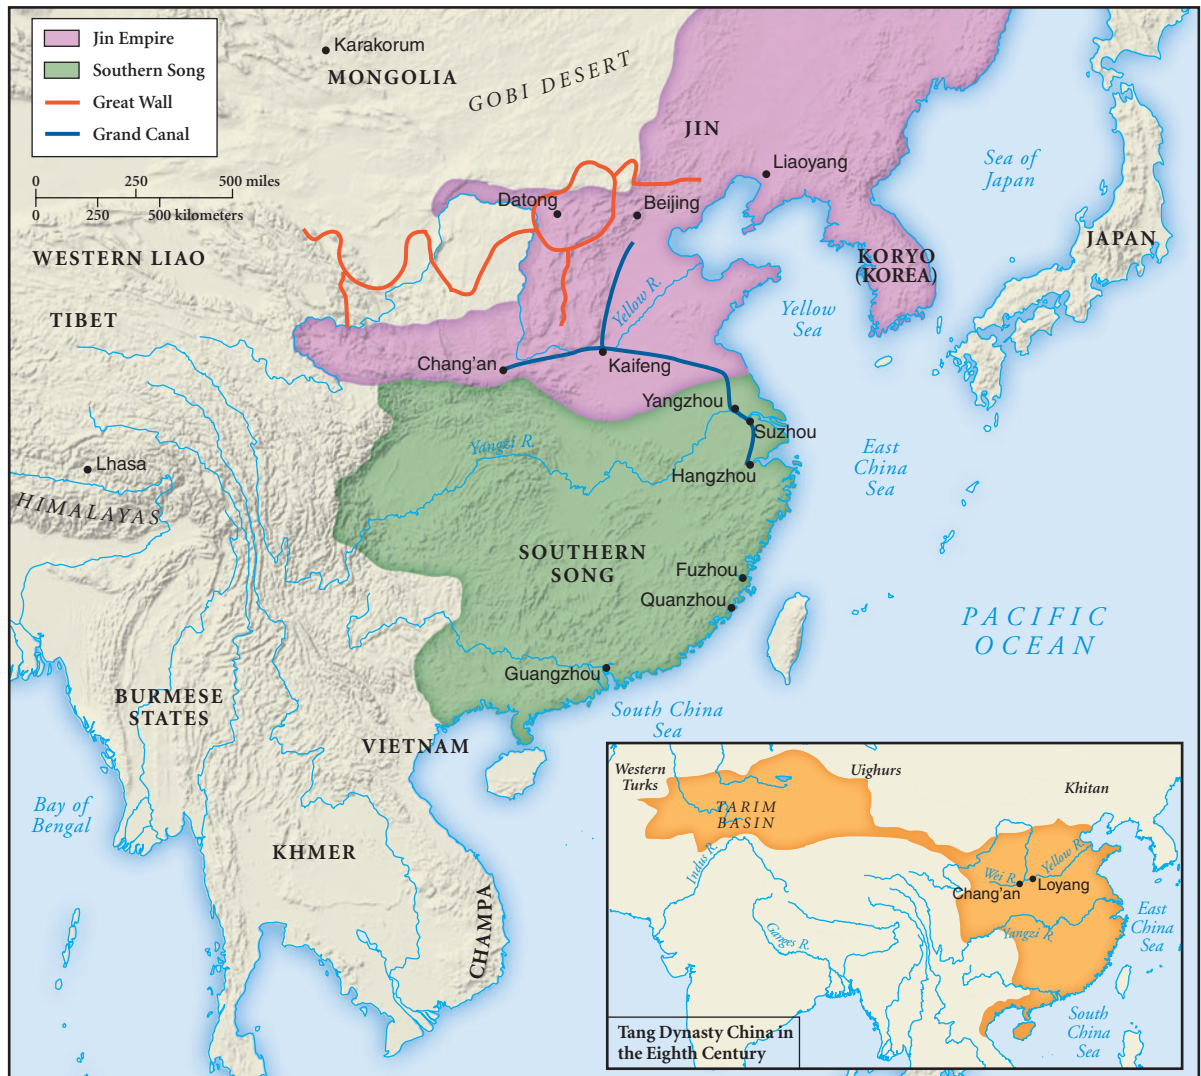 Jin Empire
Southern Song
Great Wall
Grand Canal
0 250 500 miles
0 250 500 kilometers
Karakorum
MONGOLIA
GOBI DESERT
JIN
Liaoyang
Sea of
Japan
Datong
Beijing
JAPAN
WESTERN LIAO
KORYO
(KOREA)
TIBET
Yellow R.
Yellow
Sea
Chang'an
Kaifeng
Yangzhou
Suzhou
Yangzi R.
Lhasa
Hangzhou
East
China
Sea
HIMALAYAS
SOUTHERN
SONG
Fuzhou
Quanzhou
PACIFIC
OCEAN
Guangzhou
BURMESE
STATES
South China
Sea
VIETNAM
Bay of
Bengal
KHMER
CHAMPA
Western
Turks
Uighurs
Khitan
TARIM
BASIN
Indus R.
Wei R.
Yellow R.
Chang'an
Loyang
Ganges R.
Yangzi R.
East
China
Sea
South
China
Sea
Tang Dynasty China in
the Eighth Century